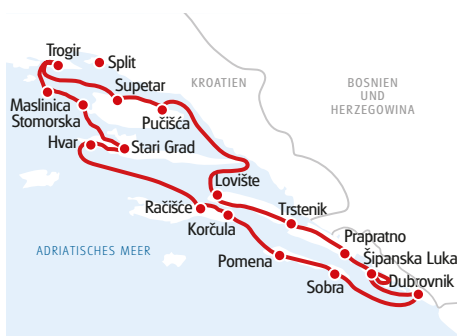 Trogir
Split
Supetar
KROATIEN
BOSNIEN
UND
HERZEGOWINA
Maslinica
Stomorska
Pučišća
Hvar
Stari Grad
Lovište
Račišće
Trstenik
Korčula
Prapratno
ADRIATISCHES MEER
Pomena
Šipanska Luka
Sobra
Dubrovnik